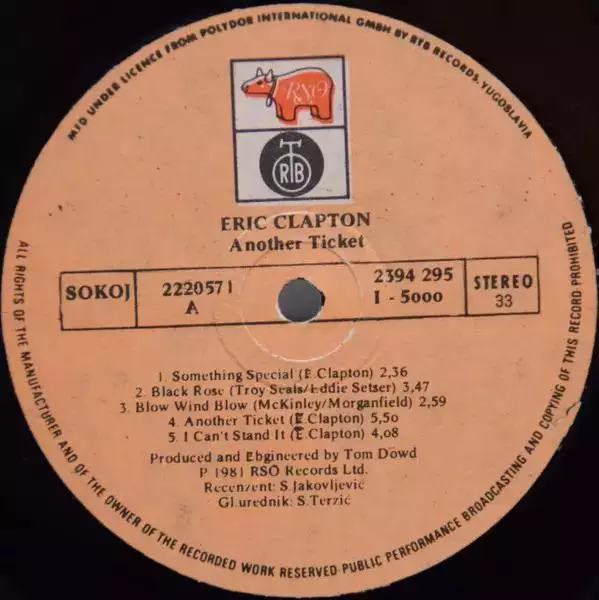 MFD UNDER LICENCE FROM POLYDOR INTERNATIONAL GMBH BY RTB RECORDS, YUGOSLAVIA
RSO
RTB
ERIC CLAPTON
Another Ticket
SOKOJ
2220571
A
2394 295
I - 5000
STEREO
33
1. Something Special (E.Clapton) 2,36
2. Black Rose (Troy Seals/Eddie Setser) 3,47
3. Blow Wind Blow (McKinley/Morganfield) 2,59
4. Another Ticket (E.Clapton) 5,50
5. I Can't Stand It (E.Clapton) 4,08
Produced and Ebgineered by Tom Dowd
P 1981 RSO Records Ltd.
Recenzent: S.Jakovljević
Gl.urednik: S.Terzić
ALL RIGHTS OF THE MANUFACTURER AND OF THE OWNER OF THE RECORDED WORK RESERVED-PUBLIC PERFORMANCE BROADCASTING AND COPYING OF THIS RECORD PROHIBITED